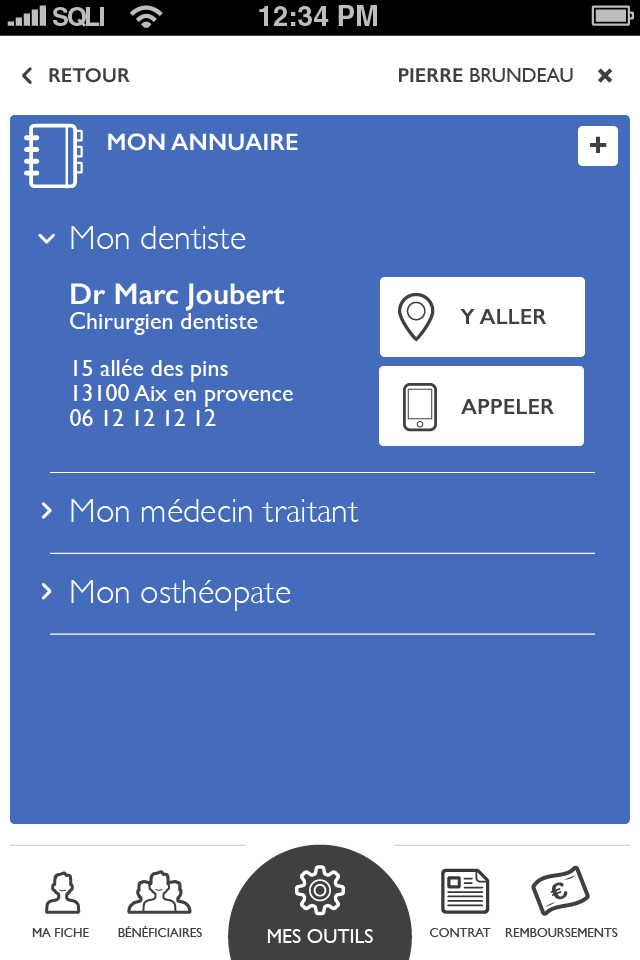 SQLI 12:34 PM
RETOUR PIERRE BRUNDEAU
MON ANNUAIRE
Mon dentiste
Dr Marc Joubert
Chirurgien dentiste
15 allée des pins
13100 Aix en provence
06 12 12 12 12
Y ALLER
APPELER
Mon médecin traitant
Mon osthéopate
MA FICHE
BÉNÉFICIAIRES
MES OUTILS
CONTRAT
REMBOURSEMENTS